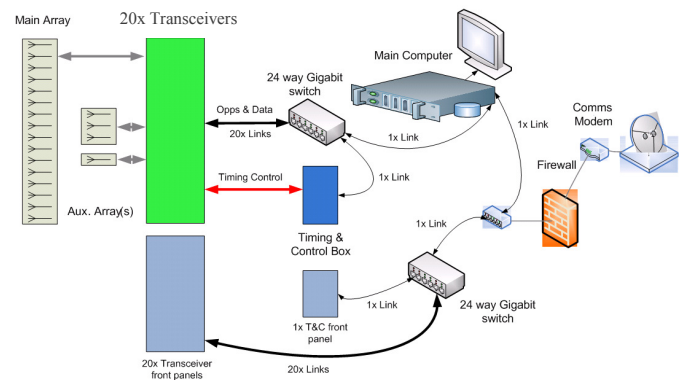 Main Array
20x Transceivers
Main Computer
24 way Gigabit
switch
Opps & Data
20x Links
1x Link
1x Link
Comms
Modem
Firewall
Timing Control
1x Link
Aux. Array(s)
Timing &
Control Box
1x Link
1x Link
1x T&C front
panel
24 way Gigabit
switch
20x Transceiver
front panels
20x Links